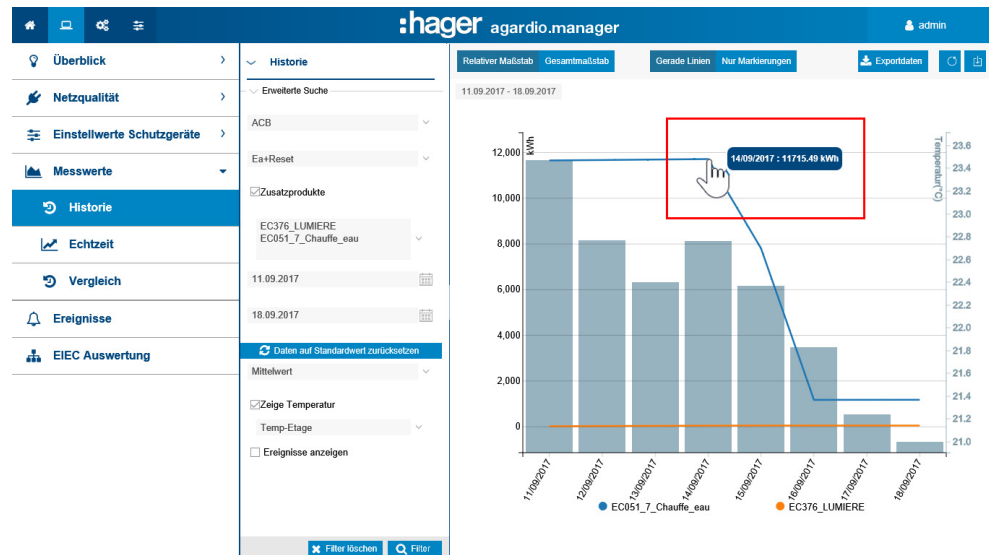 :hager agardio.manager
admin
Überblick
Netzqualität
Einstellwerte Schutzgeräte
Messwerte
Historie
Echtzeit
Vergleich
Ereignisse
EIEC Auswertung
Historie
Erweiterte Suche
ACB
Ea+Reset
Zusatzprodukte
EC376_LUMIERE
EC051_7_Chauffe_eau
11.09.2017
18.09.2017
Daten auf Standardwert zurücksetzen
Mittelwert
Zeige Temperatur
Temp-Etage
Ereignisse anzeigen
Filter löschen
Filter
Relativer Maßstab
Gesamtmaßstab
Gerade Linien
Nur Markierungen
Exportdaten
11.09.2017 - 18.09.2017
kWh
12,000
10,000
8,000
6,000
4,000
2,000
0
14/09/2017 : 11715.49 kWh
Temperatur(°C)
23.6
23.4
23.2
23.0
22.8
22.6
22.4
22.2
22.0
21.8
21.6
21.4
21.2
21.0
11/09/2017
12/09/2017
13/09/2017
14/09/2017
15/09/2017
16/09/2017
17/09/2017
18/09/2017
EC051_7_Chauffe_eau
EC376_LUMIERE